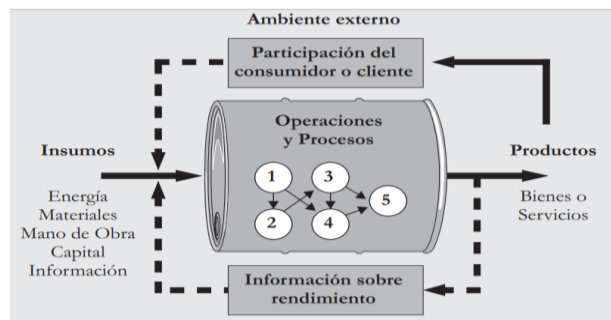 Ambiente externo
Participación del
consumidor o cliente
Operaciones
y Procesos
Insumos
Energía
Materiales
Mano de Obra
Capital
Información
1
3
5
2
4
Productos
Bienes o
Servicios
Información sobre
rendimiento